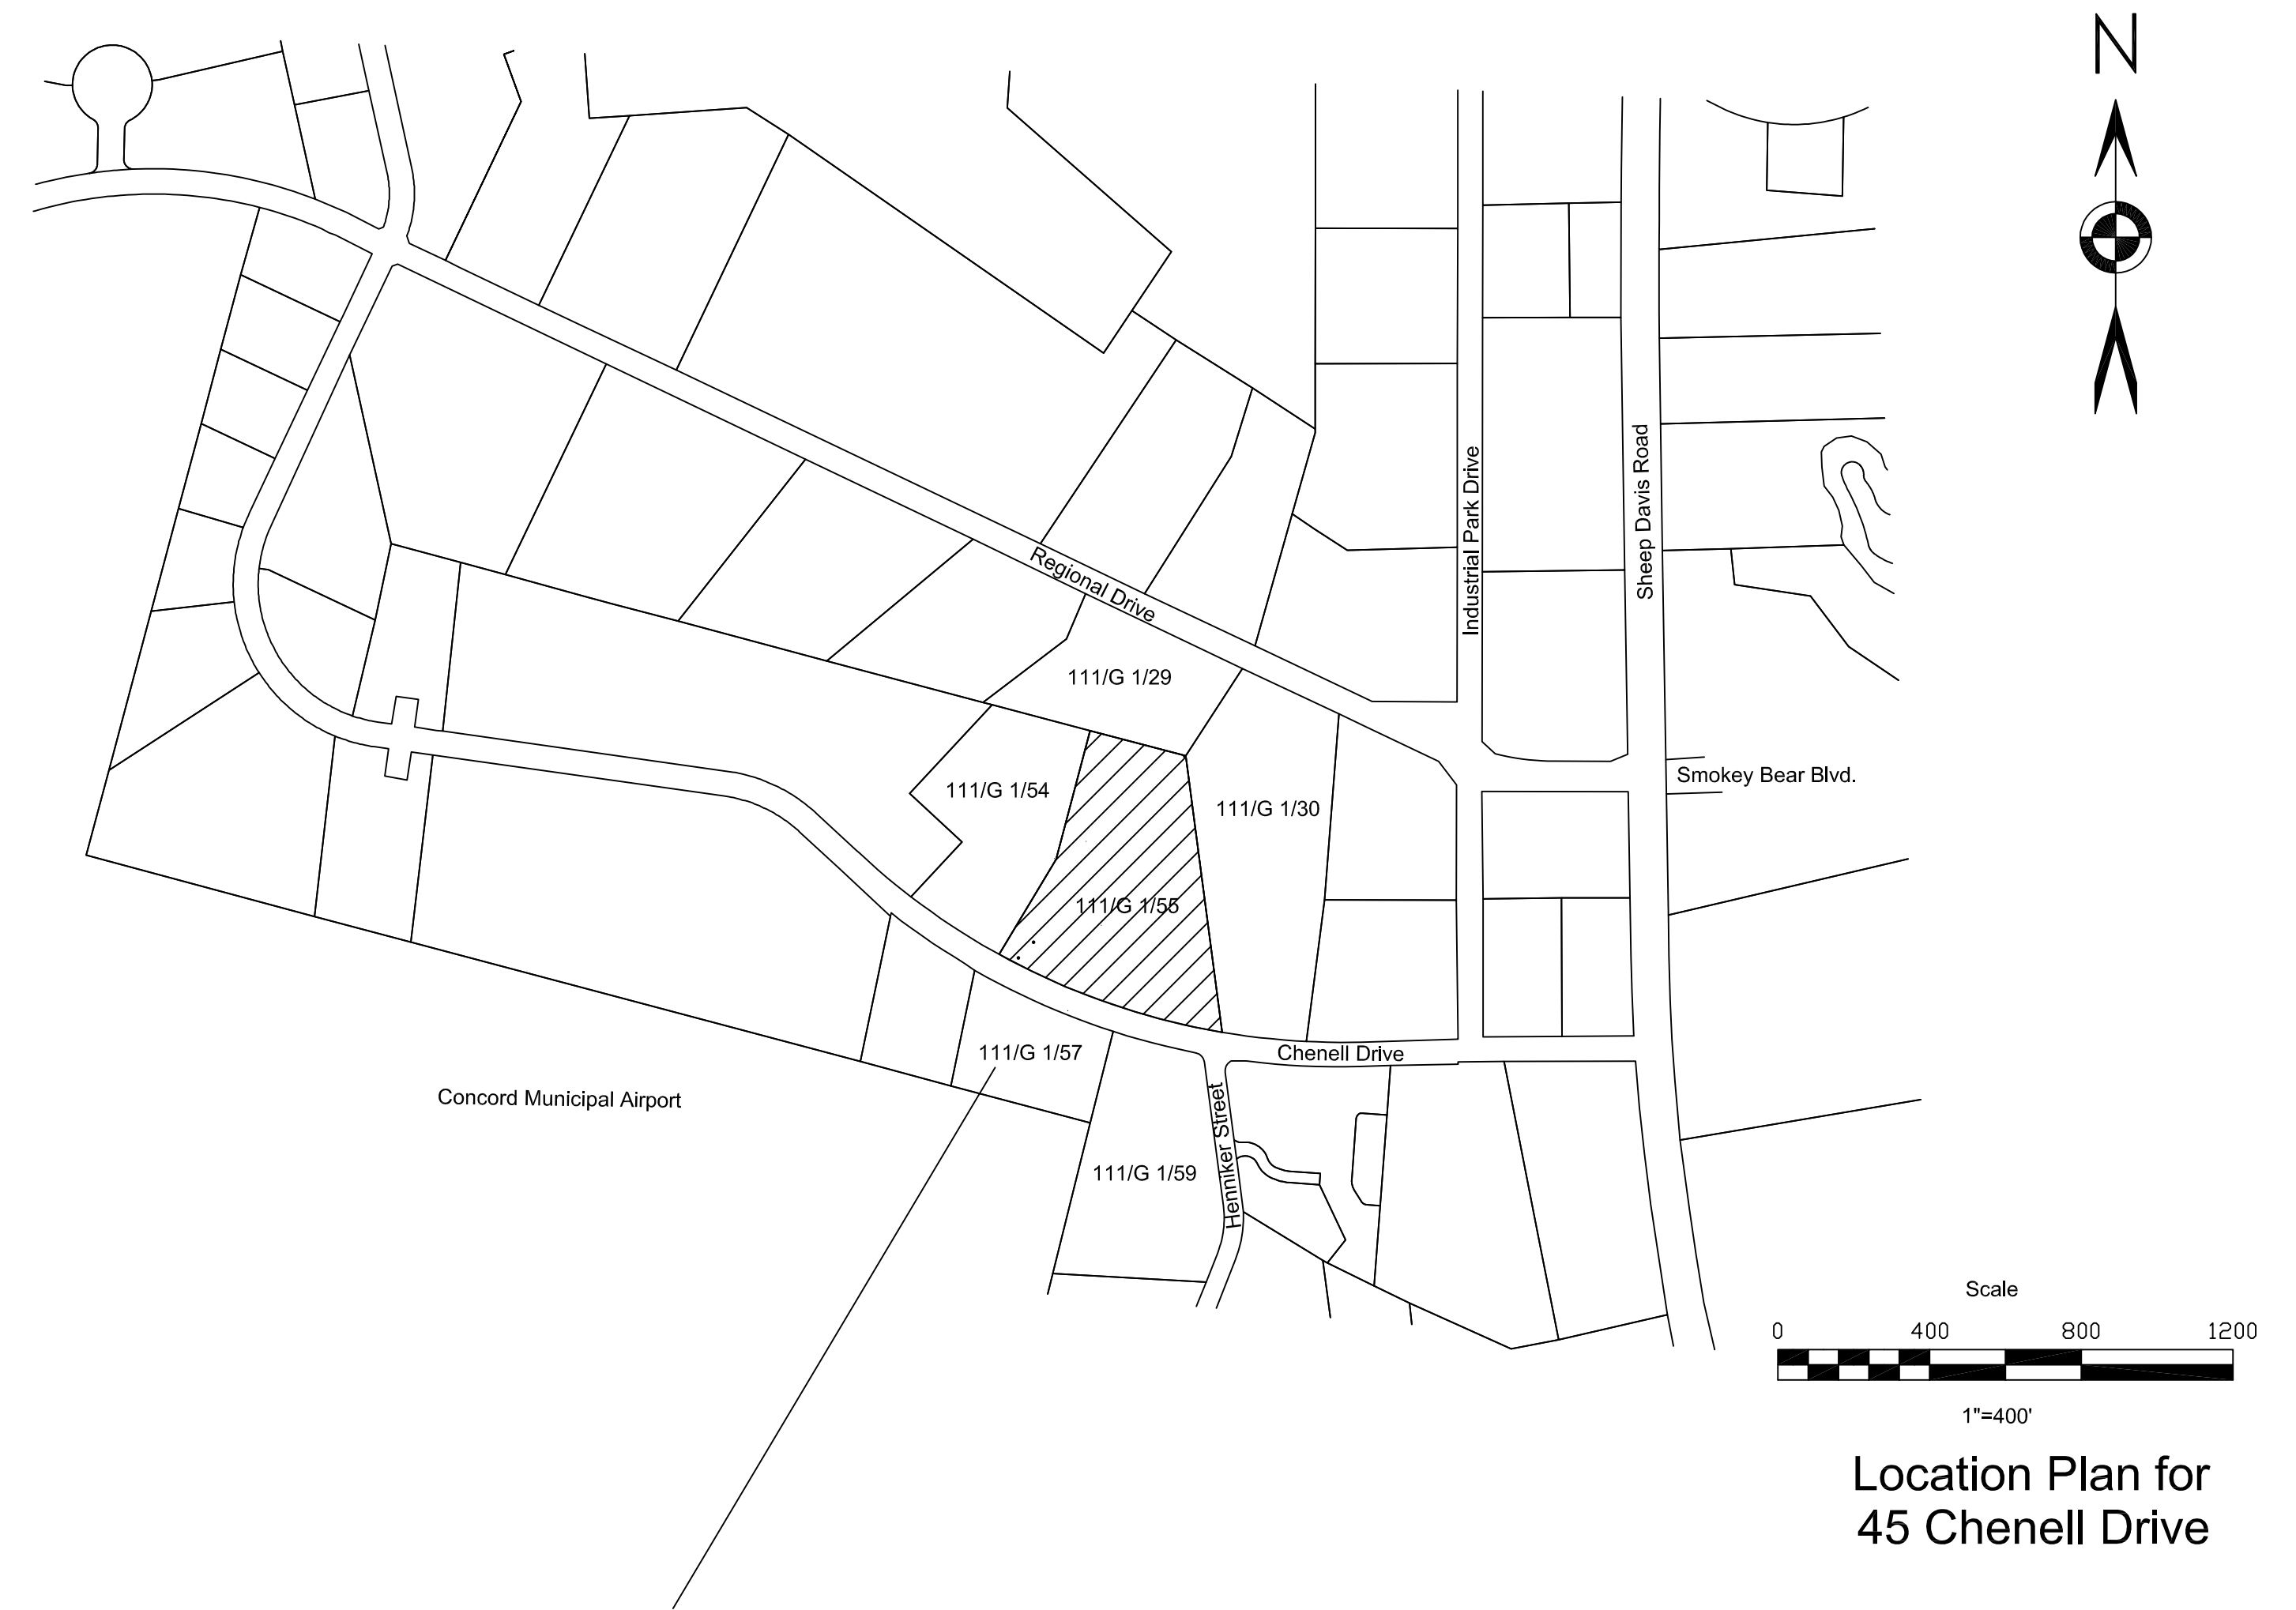 N
Industrial Park Drive
Sheep Davis Road
Regional Drive
111/G 1/29
Smokey Bear Blvd.
111/G 1/54
111/G 1/30
111/G 1/55
111/G 1/57
Chenell Drive
Concord Municipal Airport
Henniker Street
111/G 1/59
Scale
0 400 800 1200
1"=400'
Location Plan for
45 Chenell Drive